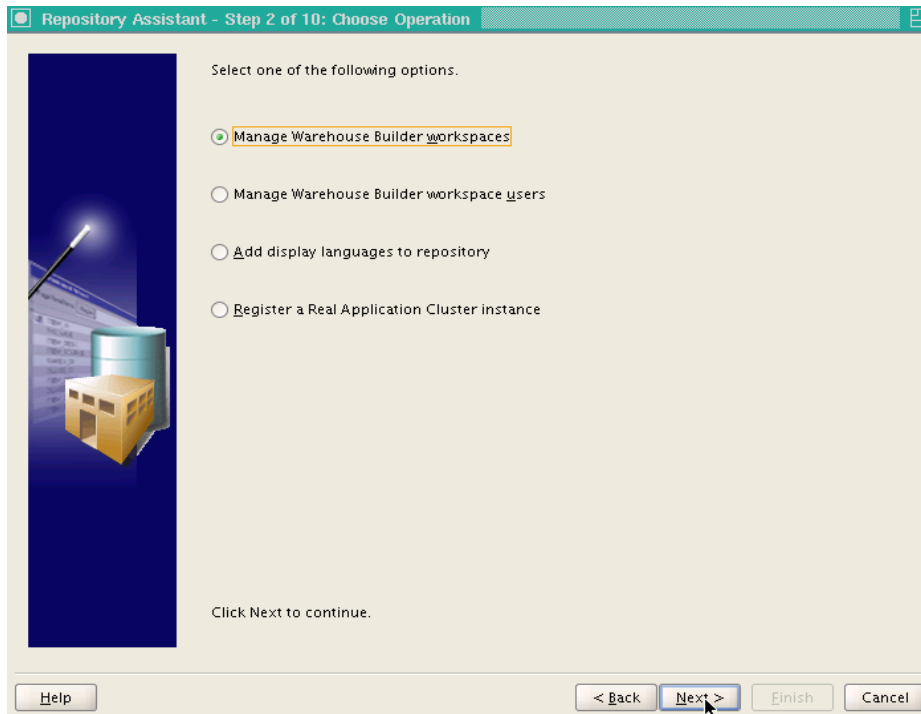 Repository Assistant - Step 2 of 10: Choose Operation
Select one of the following options.
Manage Warehouse Builder workspaces
Manage Warehouse Builder workspace users
Add display languages to repository
Register a Real Application Cluster instance
Click Next to continue.
Help
< Back
Next >
Finish
Cancel